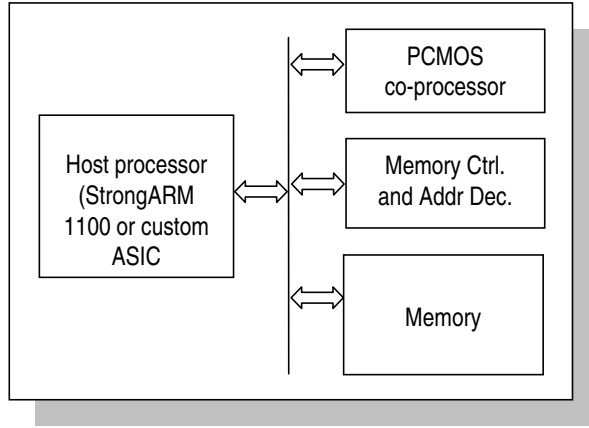 Host processor
(StrongARM
1100 or custom
ASIC
PCMOS
co-processor
Memory Ctrl.
and Addr Dec.
Memory